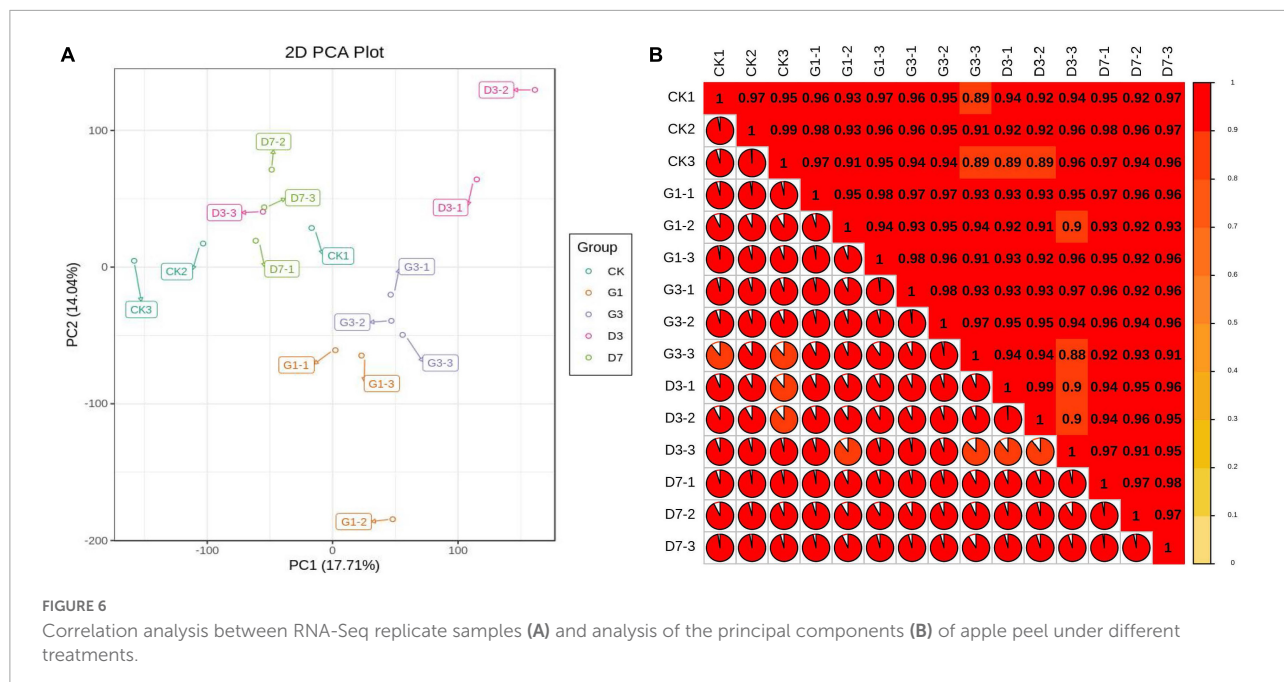 A
2D PCA Plot
D3-2
100
D7-2
D7-3
D3-3
D3-1
CK1
CK2
D7-1
0
G3-1
CK3
G3-2
G1-1
G3-3
G1-3
-100
G1-2
-200
-100
0
100
PC1 (17.71%)
PC2 (14.04%)
Group
CK
G1
G3
D3
D7
B
CK1 CK2 CK3 G1-1 G1-2 G1-3 G3-1 G3-2 G3-3 D3-1 D3-2 D3-3 D7-1 D7-2 D7-3
CK1 1 0.97 0.95 0.96 0.93 0.97 0.96 0.95 0.89 0.94 0.92 0.94 0.95 0.92 0.97
CK2 1 0.99 0.98 0.93 0.96 0.96 0.95 0.91 0.92 0.92 0.96 0.98 0.96 0.97
CK3 1 0.97 0.91 0.95 0.94 0.94 0.89 0.89 0.89 0.96 0.97 0.94 0.96
G1-1 1 0.95 0.98 0.97 0.97 0.93 0.93 0.93 0.95 0.97 0.96 0.96
G1-2 1 0.94 0.93 0.95 0.94 0.92 0.91 0.9 0.93 0.92 0.93
G1-3 1 0.98 0.96 0.91 0.93 0.92 0.96 0.95 0.92 0.96
G3-1 1 0.98 0.93 0.93 0.93 0.97 0.96 0.92 0.96
G3-2 1 0.97 0.95 0.95 0.94 0.96 0.94 0.96
G3-3 1 0.94 0.94 0.88 0.92 0.93 0.91
D3-1 1 0.99 0.9 0.94 0.95 0.96
D3-2 1 0.9 0.94 0.96 0.95
D3-3 1 0.97 0.91 0.95
D7-1 1 0.97 0.98
D7-2 1 0.97
D7-3 1
1
0.9
0.8
0.7
0.6
0.5
0.4
0.3
0.2
0.1
0
FIGURE 6
Correlation analysis between RNA-Seq replicate samples (A) and analysis of the principal components (B) of apple peel under different
treatments.